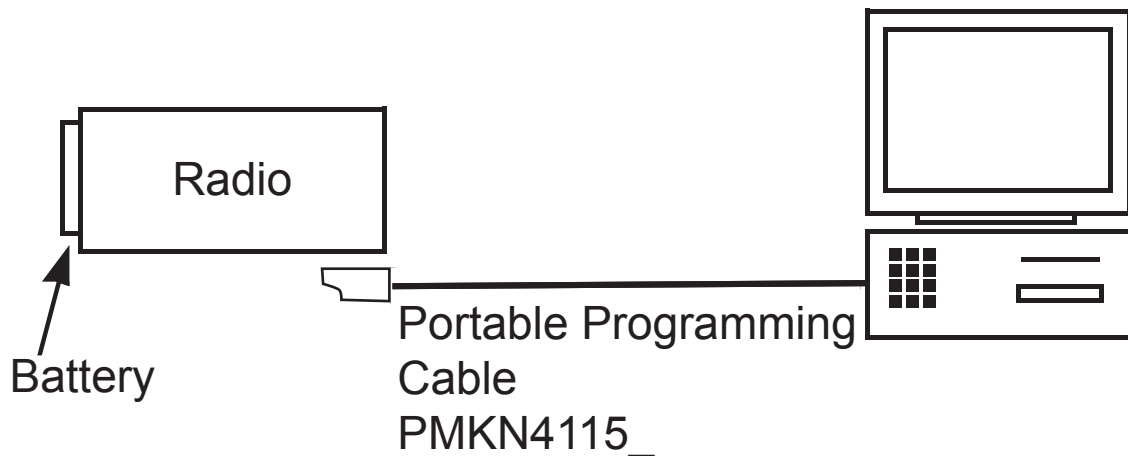 Radio
Battery
Portable Programming
Cable
PMKN4115_